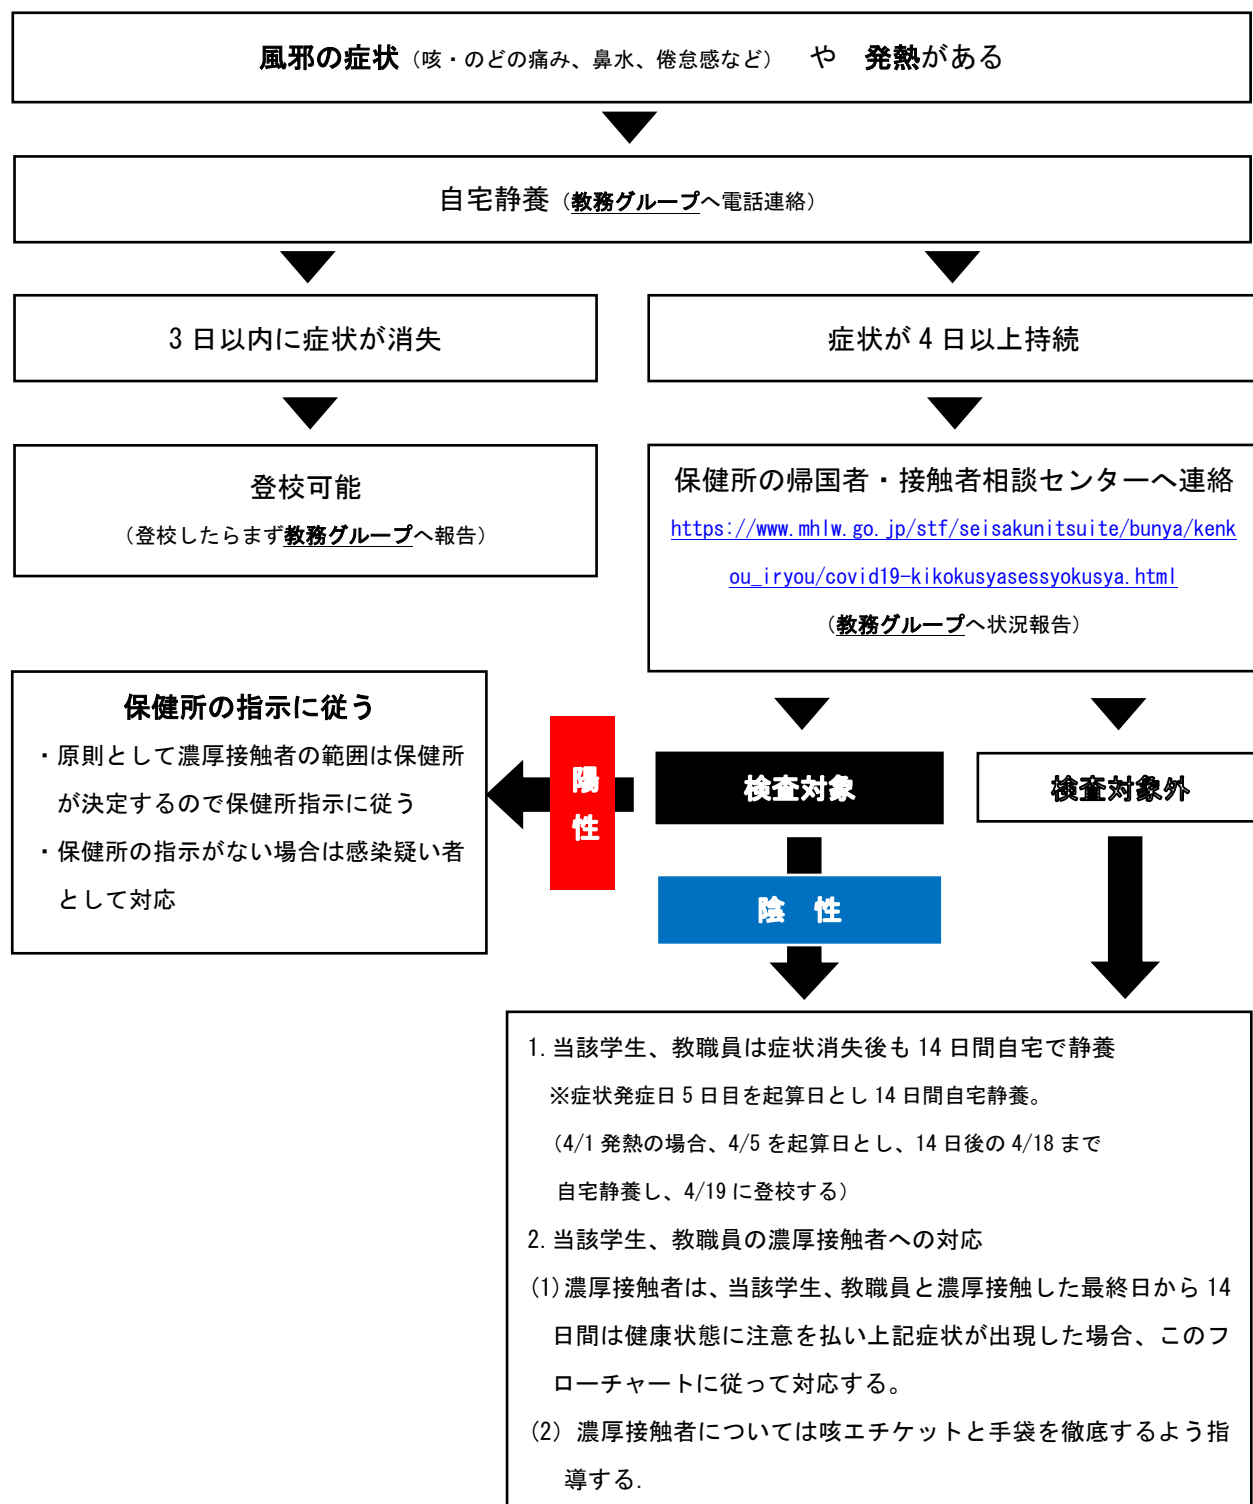 風邪の症状（咳・のどの痛み、鼻水、倦怠感など） や 発熱がある
自宅静養（教務グループへ電話連絡）
3日以内に症状が消失
症状が4日以上持続
登校可能
（登校したらまず教務グループへ報告）
保健所の帰国者・接触者相談センターへ連絡
https://www.mhlw.go.jp/stf/seisakunitsuite/bunya/kenk
ou_iryou/covid19-kikokusyasessyokusya.html
（教務グループへ状況報告）
保健所の指示に従う
・原則として濃厚接触者の範囲は保健所
が決定するので保健所指示に従う
・保健所の指示がない場合は感染疑い者
として対応
陽
性
検査対象
検査対象外
陰 性
1. 当該学生、教職員は症状消失後も14日間自宅で静養
※症状発症日5日目を起算日とし14日間自宅静養。
（4/1発熱の場合、4/5を起算日とし、14日後の4/18まで
自宅静養し、4/19に登校する）
2. 当該学生、教職員の濃厚接触者への対応
(1) 濃厚接触者は、当該学生、教職員と濃厚接触した最終日から14
日間は健康状態に注意を払い上記症状が出現した場合、このフ
ローチャートに従って対応する。
(2) 濃厚接触者については咳エチケットと手袋を徹底するよう指
導する.